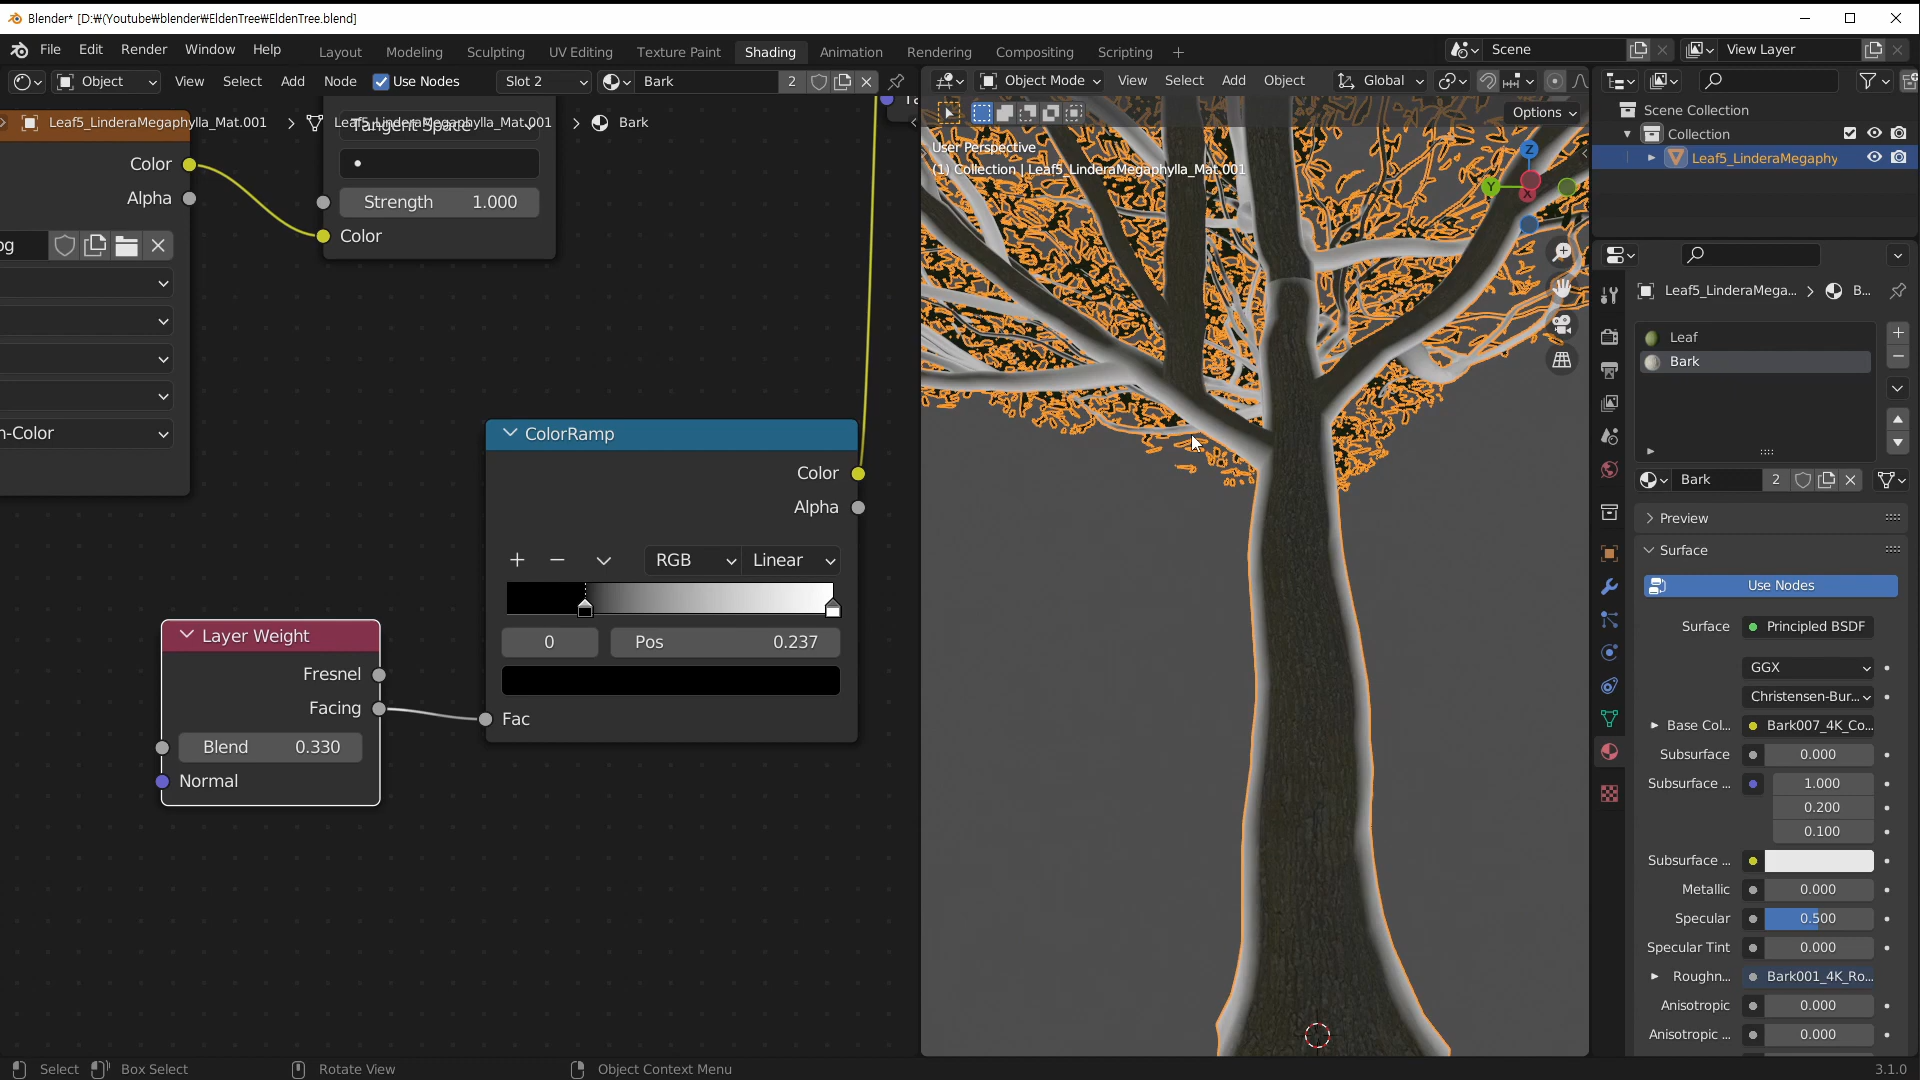 Blender* [D:₩(Youtube₩blender₩EldenTree₩EldenTree.blend]
File Edit Render Window Help
Layout Modeling Sculpting UV Editing Texture Paint Shading Animation Rendering Compositing Scripting +
Scene
View Layer
Object View Select Add Node Use Nodes Slot 2 Bark 2
Object Mode View Select Add Object Global
Leaf5_LinderaMegaphylla_Mat.001 > Leaf5_LinderaMegaphylla_Mat.001 > Bark
Tangent Space
Options
User Perspective
(1) Collection | Leaf5_LinderaMegaphylla_Mat.001
Z
Y
X
Color
Alpha
Strength 1.000
Color
ColorRamp
Color
Alpha
RGB Linear
0 Pos 0.237
Fac
Layer Weight
Fresnel
Facing
Blend 0.330
Normal
Scene Collection
Collection
Leaf5_LinderaMegaphy
Leaf5_LinderaMega... > B...
Leaf
Bark
Bark 2
Preview
Surface
Use Nodes
Surface Principled BSDF
GGX
Christensen-Bur...
Base Col... Bark007_4K_Co...
Subsurface 0.000
Subsurface ... 1.000
0.200
0.100
Subsurface ...
Metallic 0.000
Specular 0.500
Specular Tint 0.000
Roughn... Bark001_4K_Ro...
Anisotropic 0.000
Anisotropic ... 0.000
Select Box Select Rotate View Object Context Menu
3.1.0